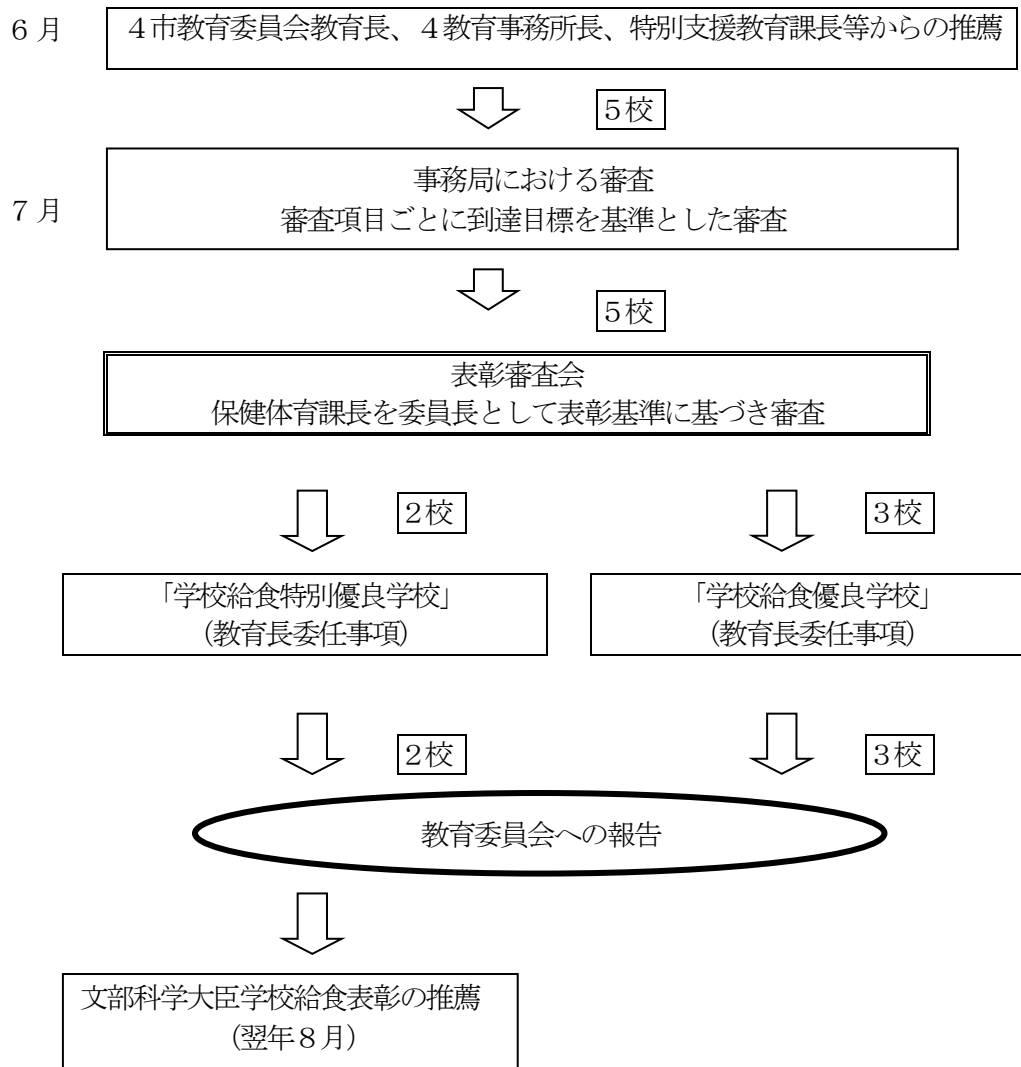 ６月
４市教育委員会教育長、４教育事務所長、特別支援教育課長等からの推薦
５校
７月
事務局における審査
審査項目ごとに到達目標を基準とした審査
５校
表彰審査会
保健体育課長を委員長として表彰基準に基づき審査
２校
３校
「学校給食特別優良学校」
（教育長委任事項）
「学校給食優良学校」
（教育長委任事項）
２校
３校
教育委員会への報告
文部科学大臣学校給食表彰の推薦
（翌年８月）